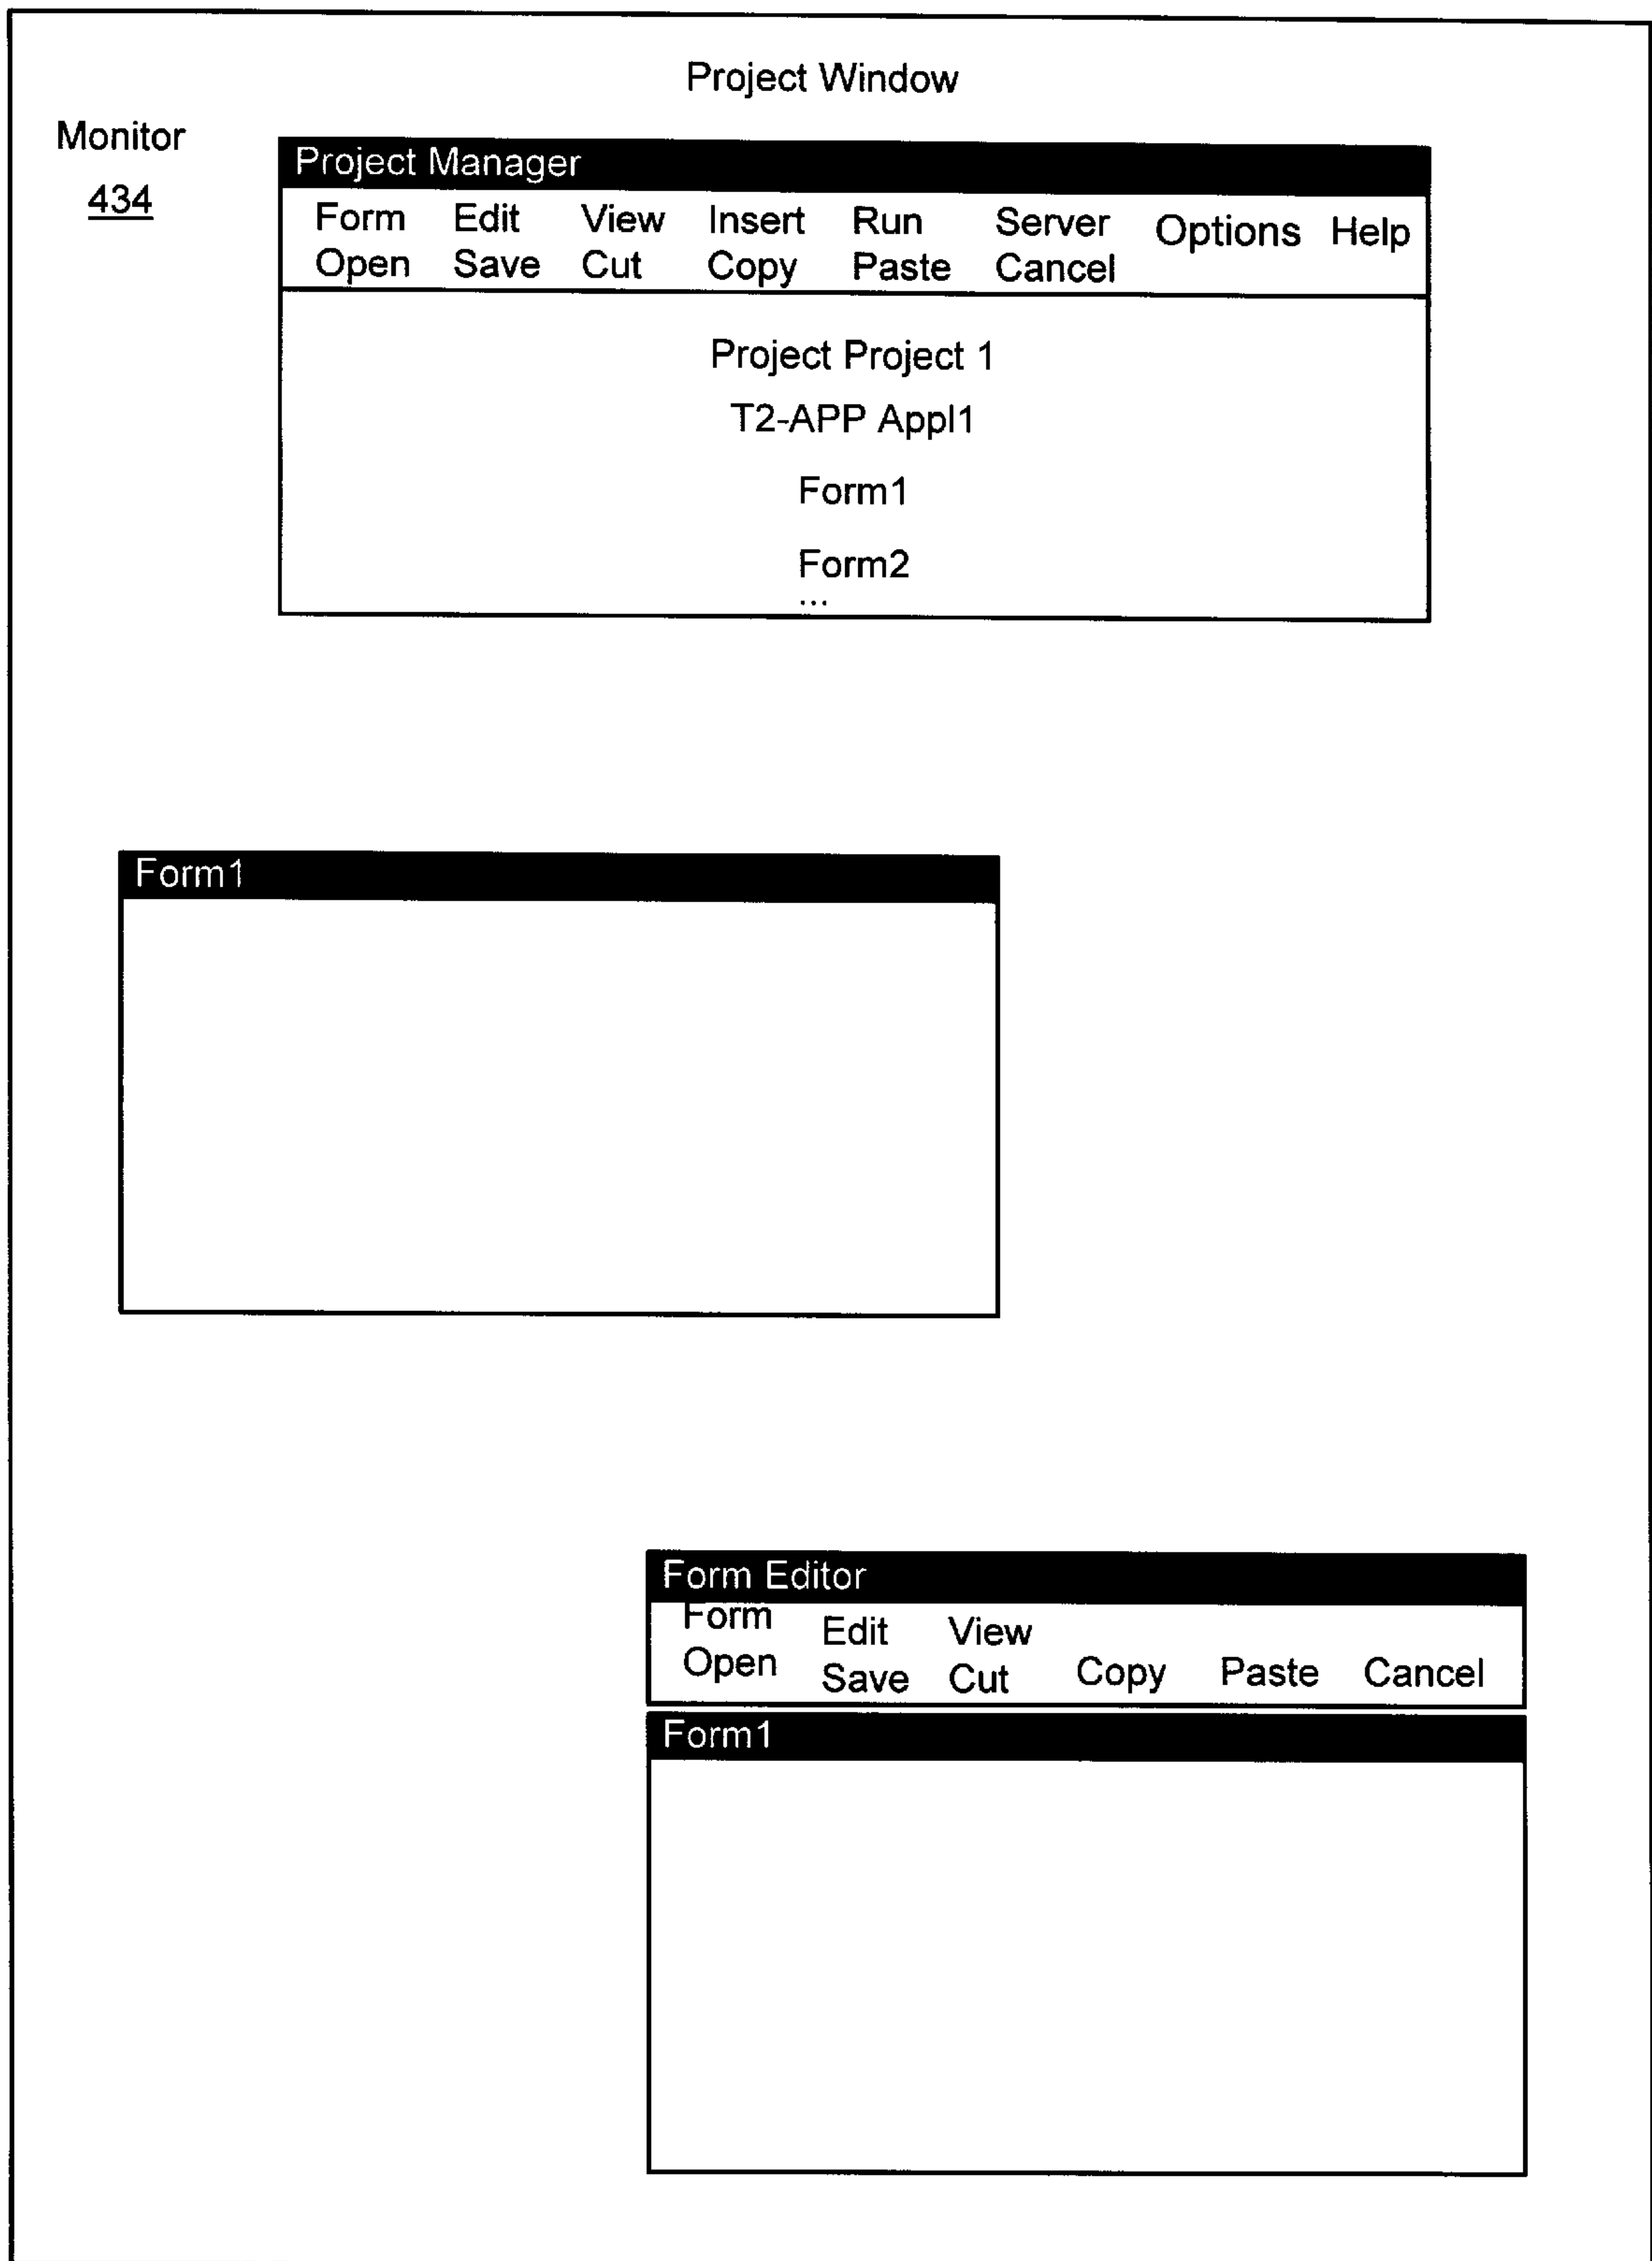 Project Window
Monitor
434
Project Manager
Form Edit View Insert Run Server Options Help
Open Save Cut Copy Paste Cancel
Project Project 1
T2-APP Appl1
Form1
Form2
...
Form1
Form Editor
Form Edit View
Open Save Cut Copy Paste Cancel
Form1